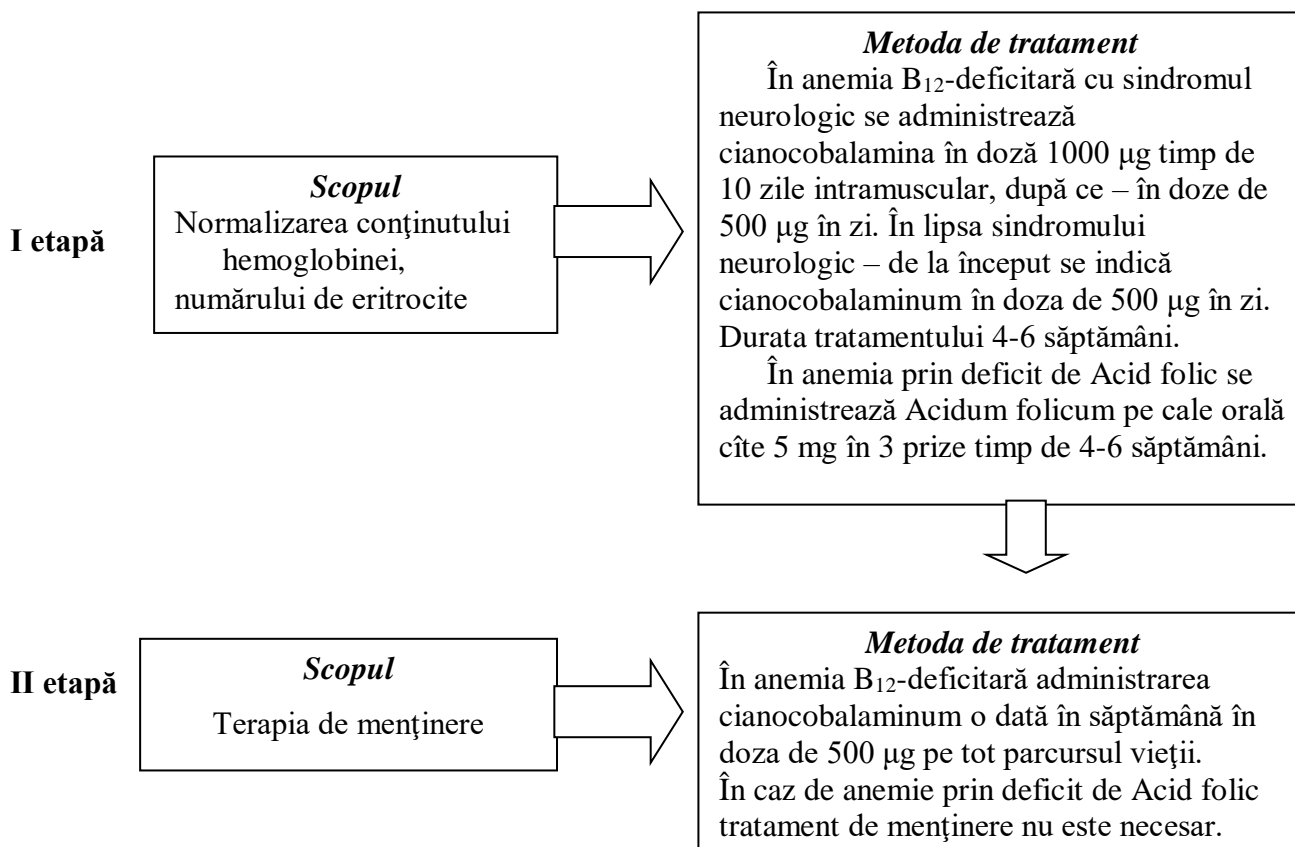 I etapă
Scopul
Normalizarea conţinutului
hemoglobinei,
numărului de eritrocite
Metoda de tratament
În anemia B₁₂-deficitară cu sindromul
neurologic se administrează
cianocobalamina în doză 1000 μg timp de
10 zile intramuscular, după ce – în doze de
500 μg în zi. În lipsa sindromului
neurologic – de la început se indică
cianocobalaminum în doza de 500 μg în zi.
Durata tratamentului 4-6 săptămâni.
În anemia prin deficit de Acid folic se
administrează Acidum folicum pe cale orală
cîte 5 mg în 3 prize timp de 4-6 săptămâni.
II etapă
Scopul
Terapia de menţinere
Metoda de tratament
În anemia B₁₂-deficitară administrarea
cianocobalaminum o dată în săptămână în
doza de 500 μg pe tot parcursul vieţii.
În caz de anemie prin deficit de Acid folic
tratament de menţinere nu este necesar.